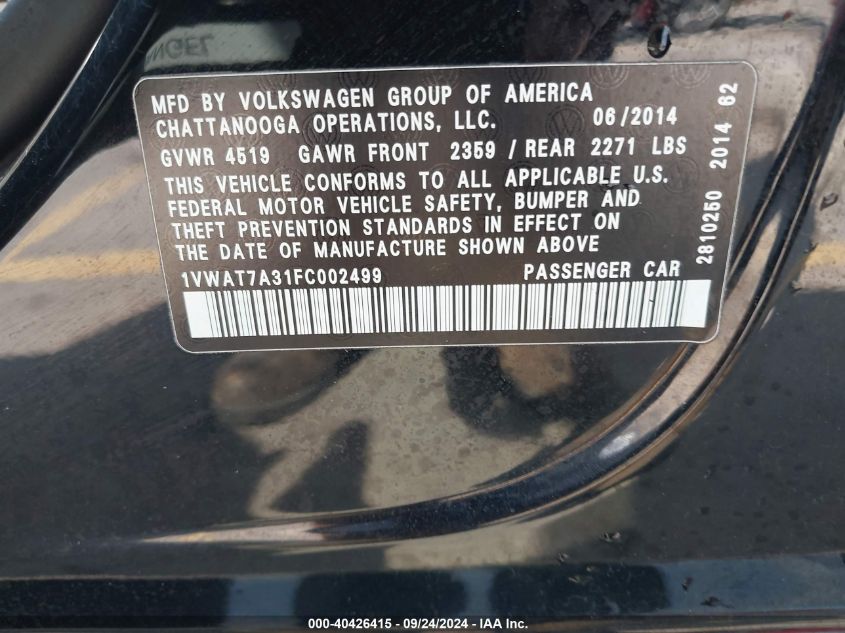 MFD BY VOLKSWAGEN GROUP OF AMERICA
CHATTANOOGA OPERATIONS, LLC. 06/2014
GVWR 4519 GAWR FRONT 2359 / REAR 2271 LBS
THIS VEHICLE CONFORMS TO ALL APPLICABLE U.S.
FEDERAL MOTOR VEHICLE SAFETY, BUMPER AND
THEFT PREVENTION STANDARDS IN EFFECT ON
THE DATE OF MANUFACTURE SHOWN ABOVE
1VWAT7A31FC002499 PASSENGER CAR
2810250 2014 62
000-40426415 - 09/24/2024 - IAA, Inc.